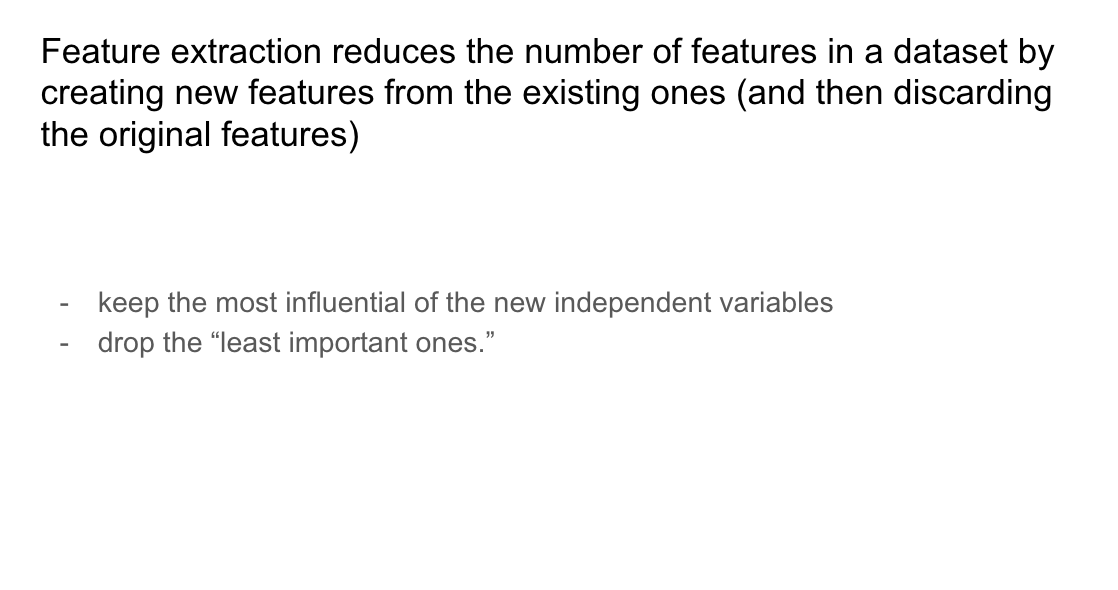 Feature extraction reduces the number of features in a dataset by
creating new features from the existing ones (and then discarding
the original features)
- keep the most influential of the new independent variables
- drop the “least important ones.”